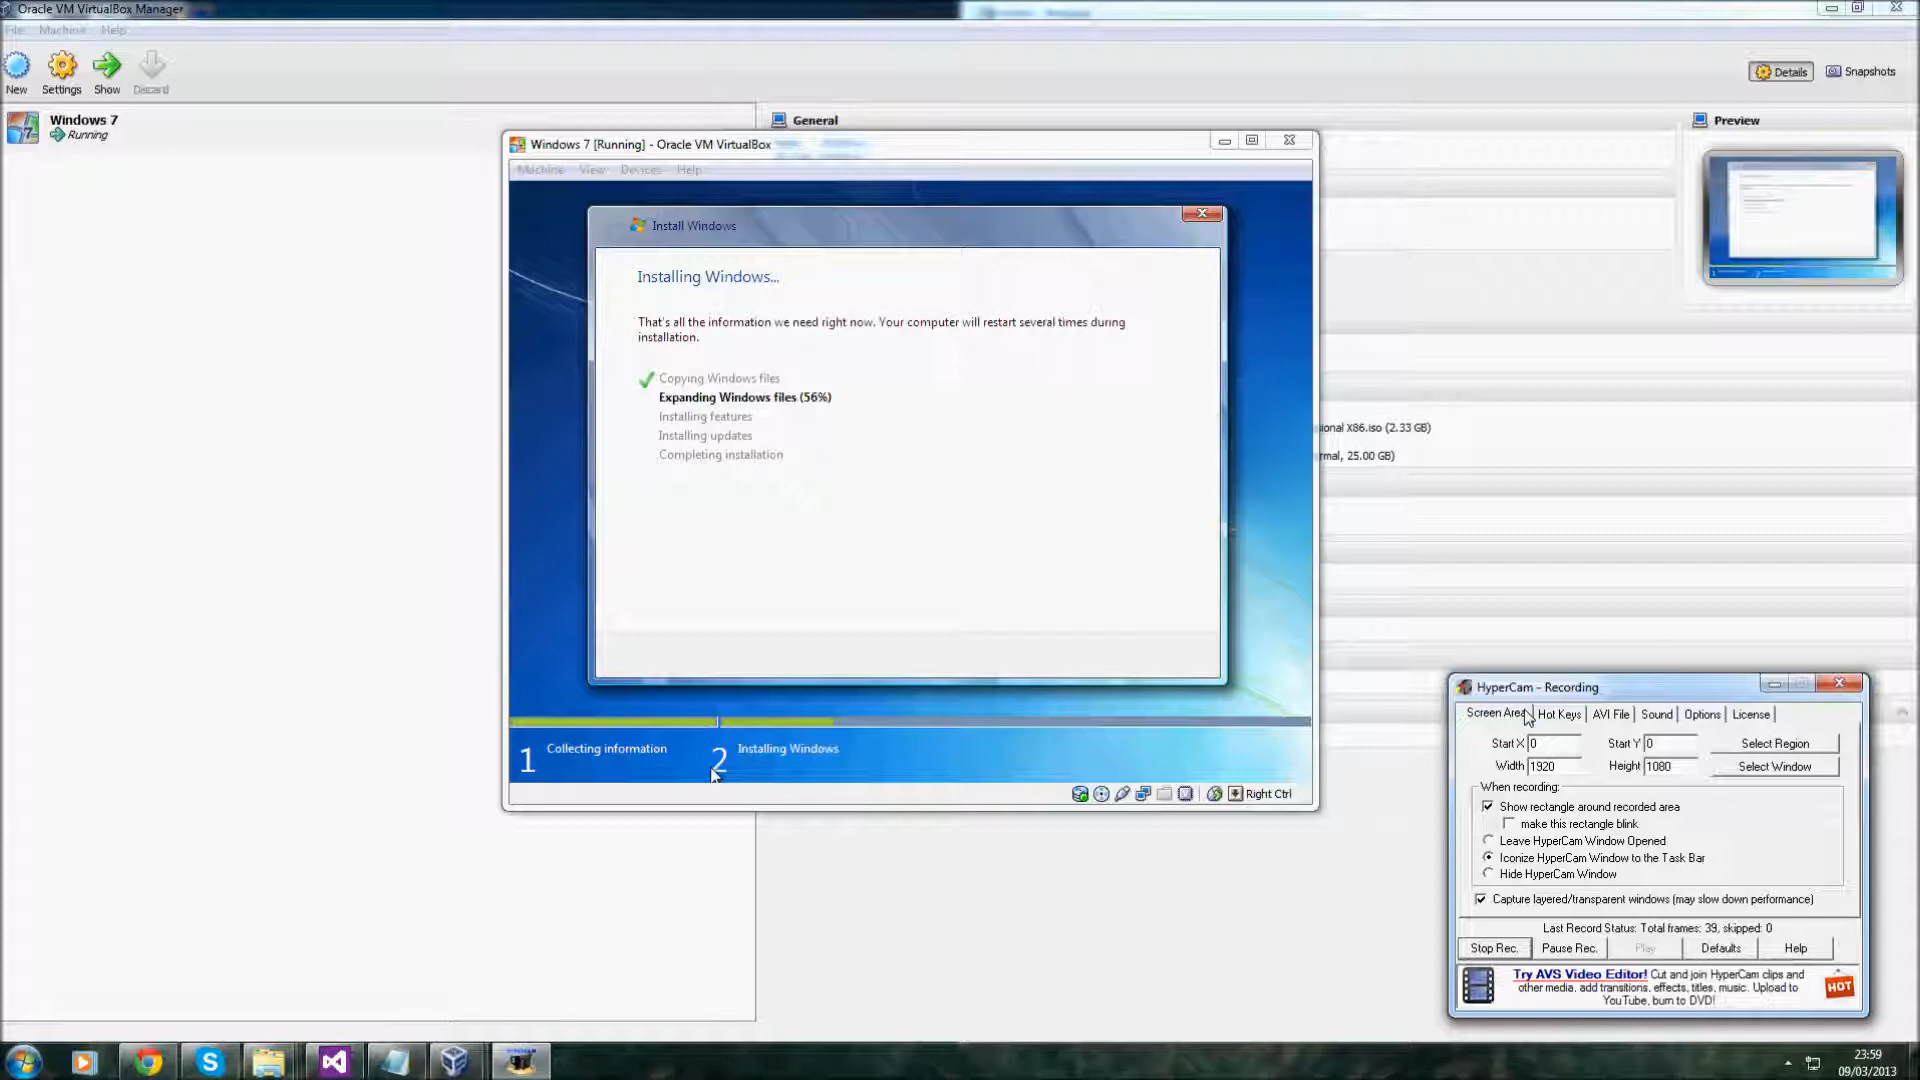 Oracle VM VirtualBox Manager
File Machine Help
New Settings Show Discard
Details Snapshots
Windows 7
Running
General
Preview
Windows 7 [Running] - Oracle VM VirtualBox
Machine View Devices Help
Install Windows
Installing Windows...
That's all the information we need right now. Your computer will restart several times during
installation.
Copying Windows files
Expanding Windows files (56%)
Installing features
Installing updates
Completing installation
ional X86.iso (2.33 GB)
rmal, 25.00 GB)
1 Collecting information 2 Installing Windows
Right Ctrl
HyperCam - Recording
Screen Area Hot Keys AVI File Sound Options License
Start X 0 Start Y 0 Select Region
Width 1920 Height 1080 Select Window
When recording:
Show rectangle around recorded area
make this rectangle blink
Leave HyperCam Window Opened
Iconize HyperCam Window to the Task Bar
Hide HyperCam Window
Capture layered/transparent windows (may slow down performance)
Last Record Status: Total frames: 39, skipped: 0
Stop Rec. Pause Rec. Play Defaults Help
Try AVS Video Editor! Cut and join HyperCam clips and
other media, add transitions, effects, titles, music. Upload to
YouTube, burn to DVD!
HOT
23:59
09/03/2013